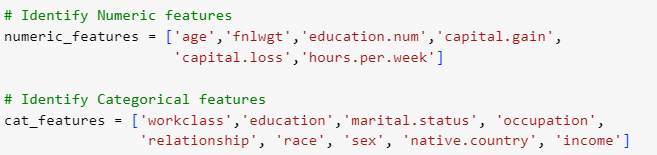 # Identify Numeric features
numeric_features = ['age','fnlwgt','education.num','capital.gain',
'capital.loss','hours.per.week']
# Identify Categorical features
cat_features = ['workclass','education','marital.status', 'occupation',
'relationship', 'race', 'sex', 'native.country', 'income']